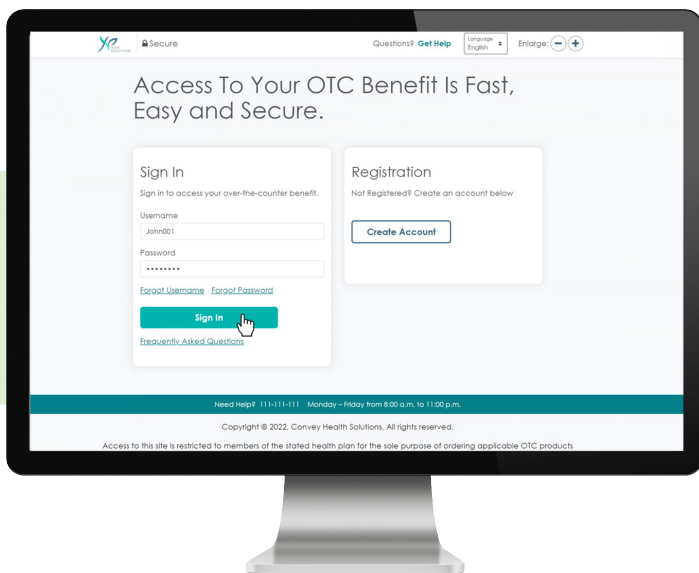 Secure
Questions? Get Help
Language
English
Enlarge:
Access To Your OTC Benefit Is Fast,
Easy and Secure.
Sign In
Sign in to access your over-the-counter benefit.
Username
John001
Password
••••••••
Forgot Username Forgot Password
Sign In
Frequently Asked Questions
Registration
Not Registered? Create an account below
Create Account
Need Help? 111-111-111 Monday – Friday from 8:00 a.m. to 11:00 p.m.
Copyright © 2022. Convey Health Solutions, All rights reserved.
Access to this site is restricted to members of the stated health plan for the sole purpose of ordering applicable OTC products